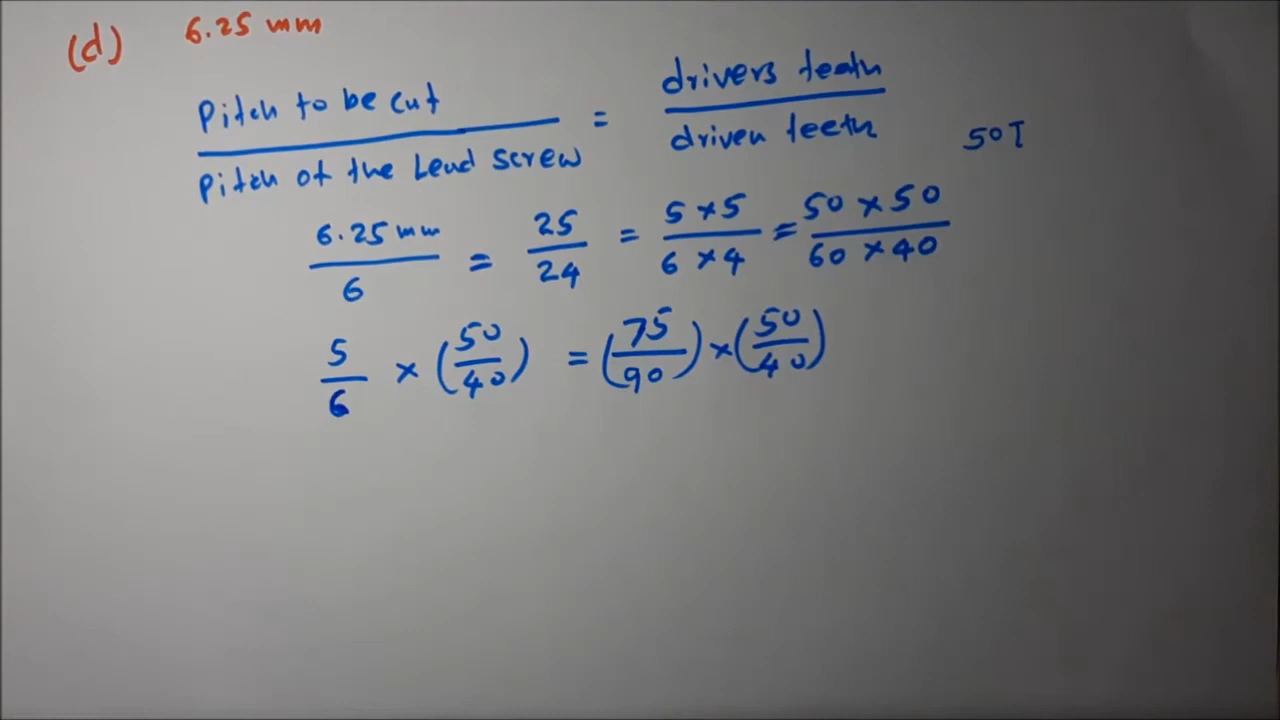 (d) 6.25 mm
Pitch to be cut / Pitch of the Lead screw = drivers teeth / driven teeth
50T
6.25 mm / 6 = 25 / 24 = 5 × 5 / 6 × 4 = 50 × 50 / 60 × 40
5 / 6 × (50 / 40) = (75 / 90) × (50 / 40)